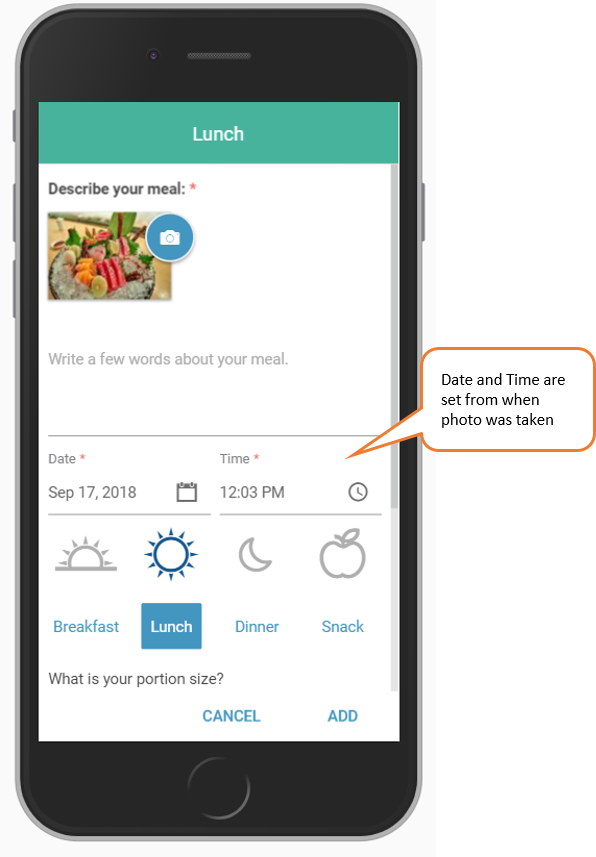 Lunch
Describe your meal: *
Write a few words about your meal.
Date and Time are
set from when
photo was taken
Date * Time *
Sep 17, 2018 12:03 PM
Breakfast Lunch Dinner Snack
What is your portion size?
CANCEL ADD